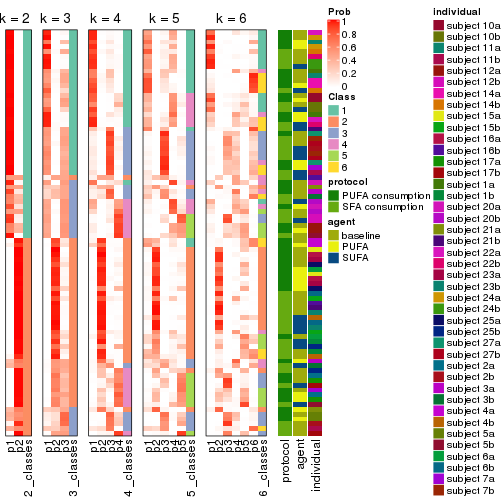 k = 2
k = 3
k = 4
k = 5
k = 6
p1
p2
2_classes
p1
p2
p3
3_classes
p1
p2
p3
p4
4_classes
p1
p2
p3
p4
p5
5_classes
p1
p2
p3
p4
p5
p6
6_classes
protocol
agent
individual
Prob
1
0.8
0.6
0.4
0.2
0
Class
1
2
3
4
5
6
protocol
PUFA consumption
SFA consumption
agent
baseline
PUFA
SUFA
individual
subject 10a
subject 10b
subject 11a
subject 11b
subject 12a
subject 12b
subject 14a
subject 14b
subject 15a
subject 15b
subject 16a
subject 16b
subject 17a
subject 17b
subject 1a
subject 1b
subject 20a
subject 20b
subject 21a
subject 21b
subject 22a
subject 22b
subject 23a
subject 23b
subject 24a
subject 24b
subject 25a
subject 25b
subject 27a
subject 27b
subject 2a
subject 2b
subject 3a
subject 3b
subject 4a
subject 4b
subject 5a
subject 5b
subject 6a
subject 6b
subject 7a
subject 7b